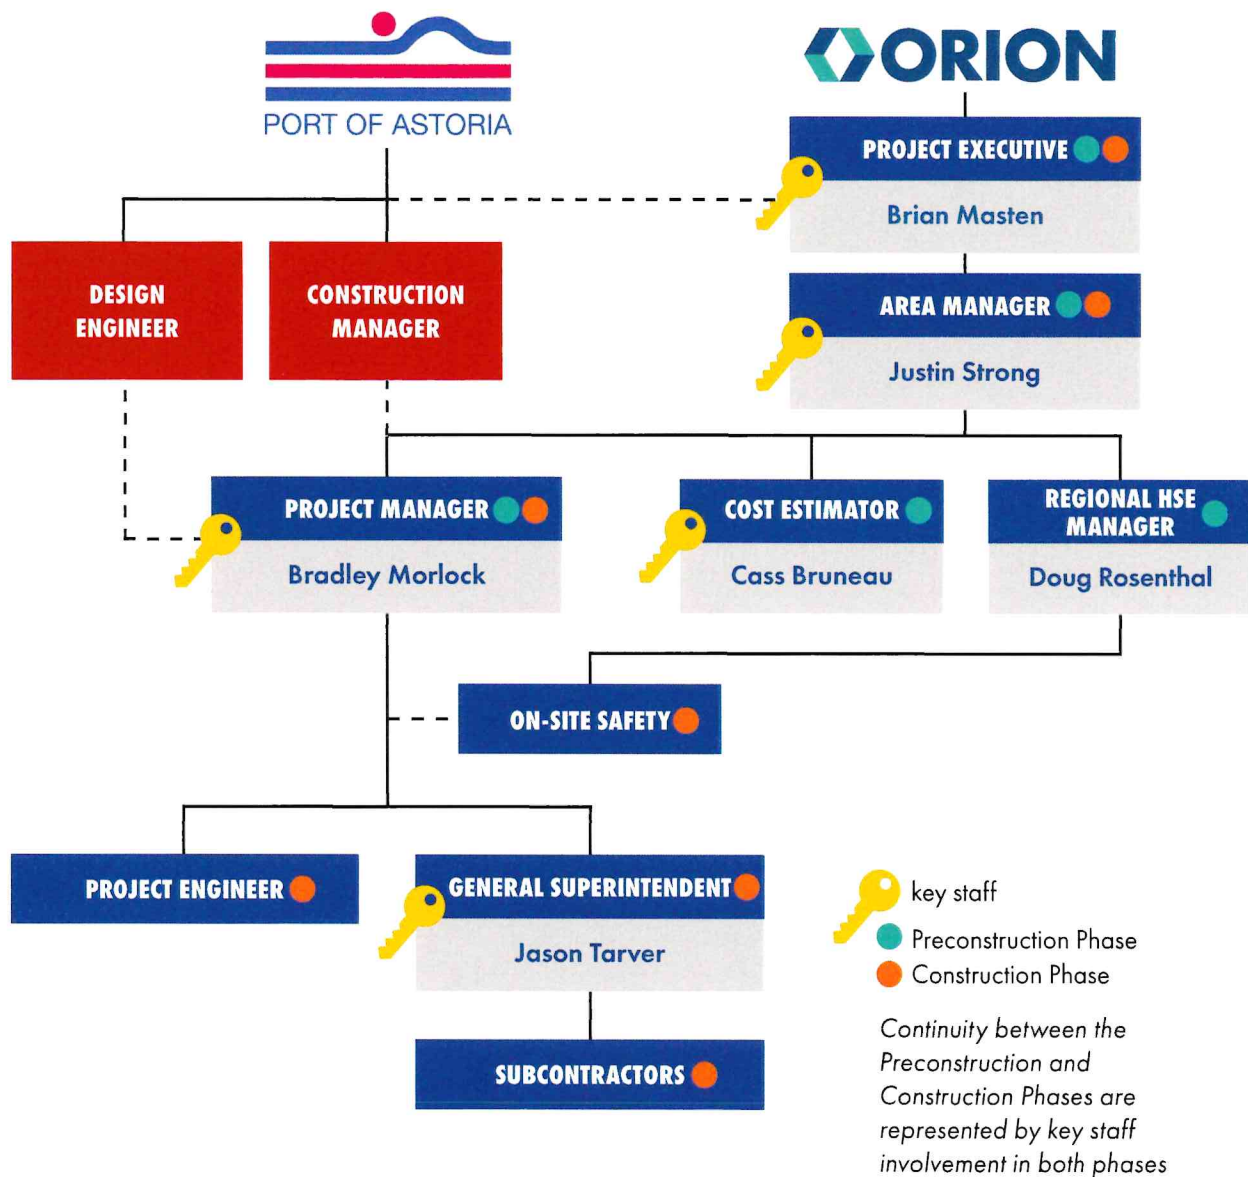 PORT OF ASTORIA
ORION
PROJECT EXECUTIVE
Brian Masten
DESIGN
ENGINEER
CONSTRUCTION
MANAGER
AREA MANAGER
Justin Strong
PROJECT MANAGER
Bradley Morlock
COST ESTIMATOR
Cass Bruneau
REGIONAL HSE
MANAGER
Doug Rosenthal
ON-SITE SAFETY
PROJECT ENGINEER
GENERAL SUPERINTENDENT
Jason Tarver
SUBCONTRACTORS
key staff
Preconstruction Phase
Construction Phase
Continuity between the
Preconstruction and
Construction Phases are
represented by key staff
involvement in both phases